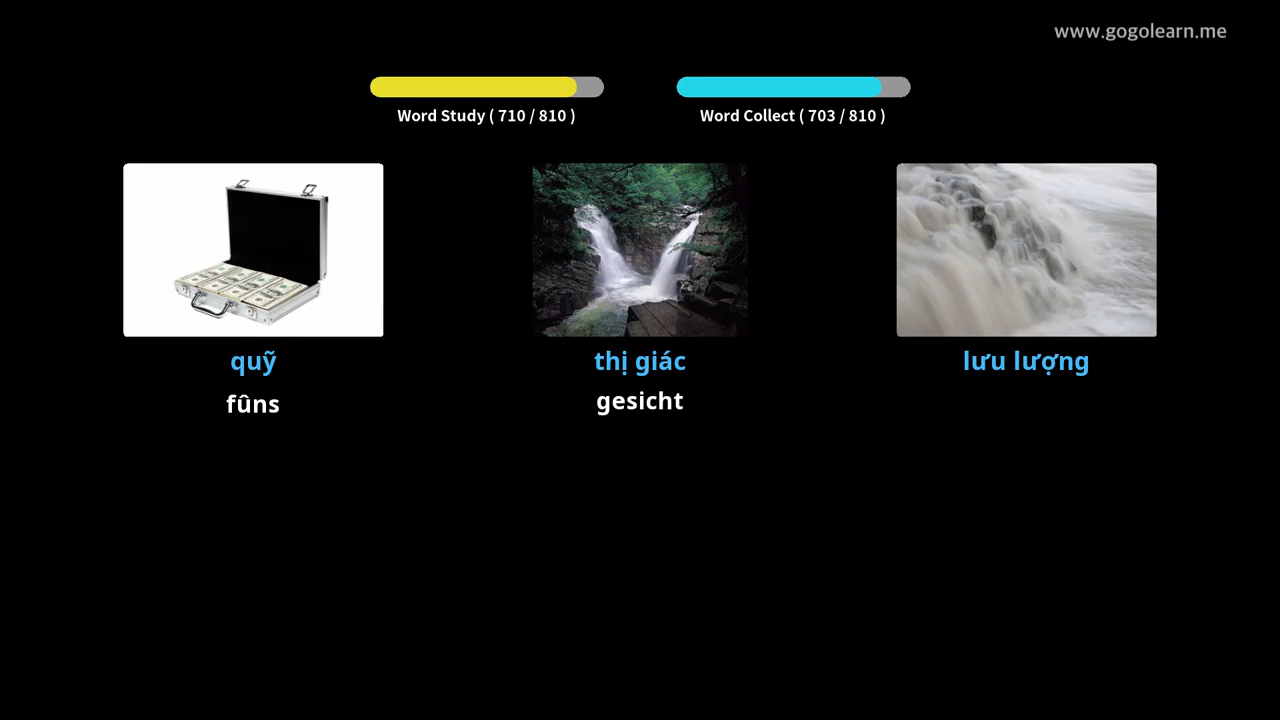 www.gogolearn.me
Word Study ( 710 / 810 )
Word Collect ( 703 / 810 )
quỹ
thị giác
lưu lượng
fûns
gesicht